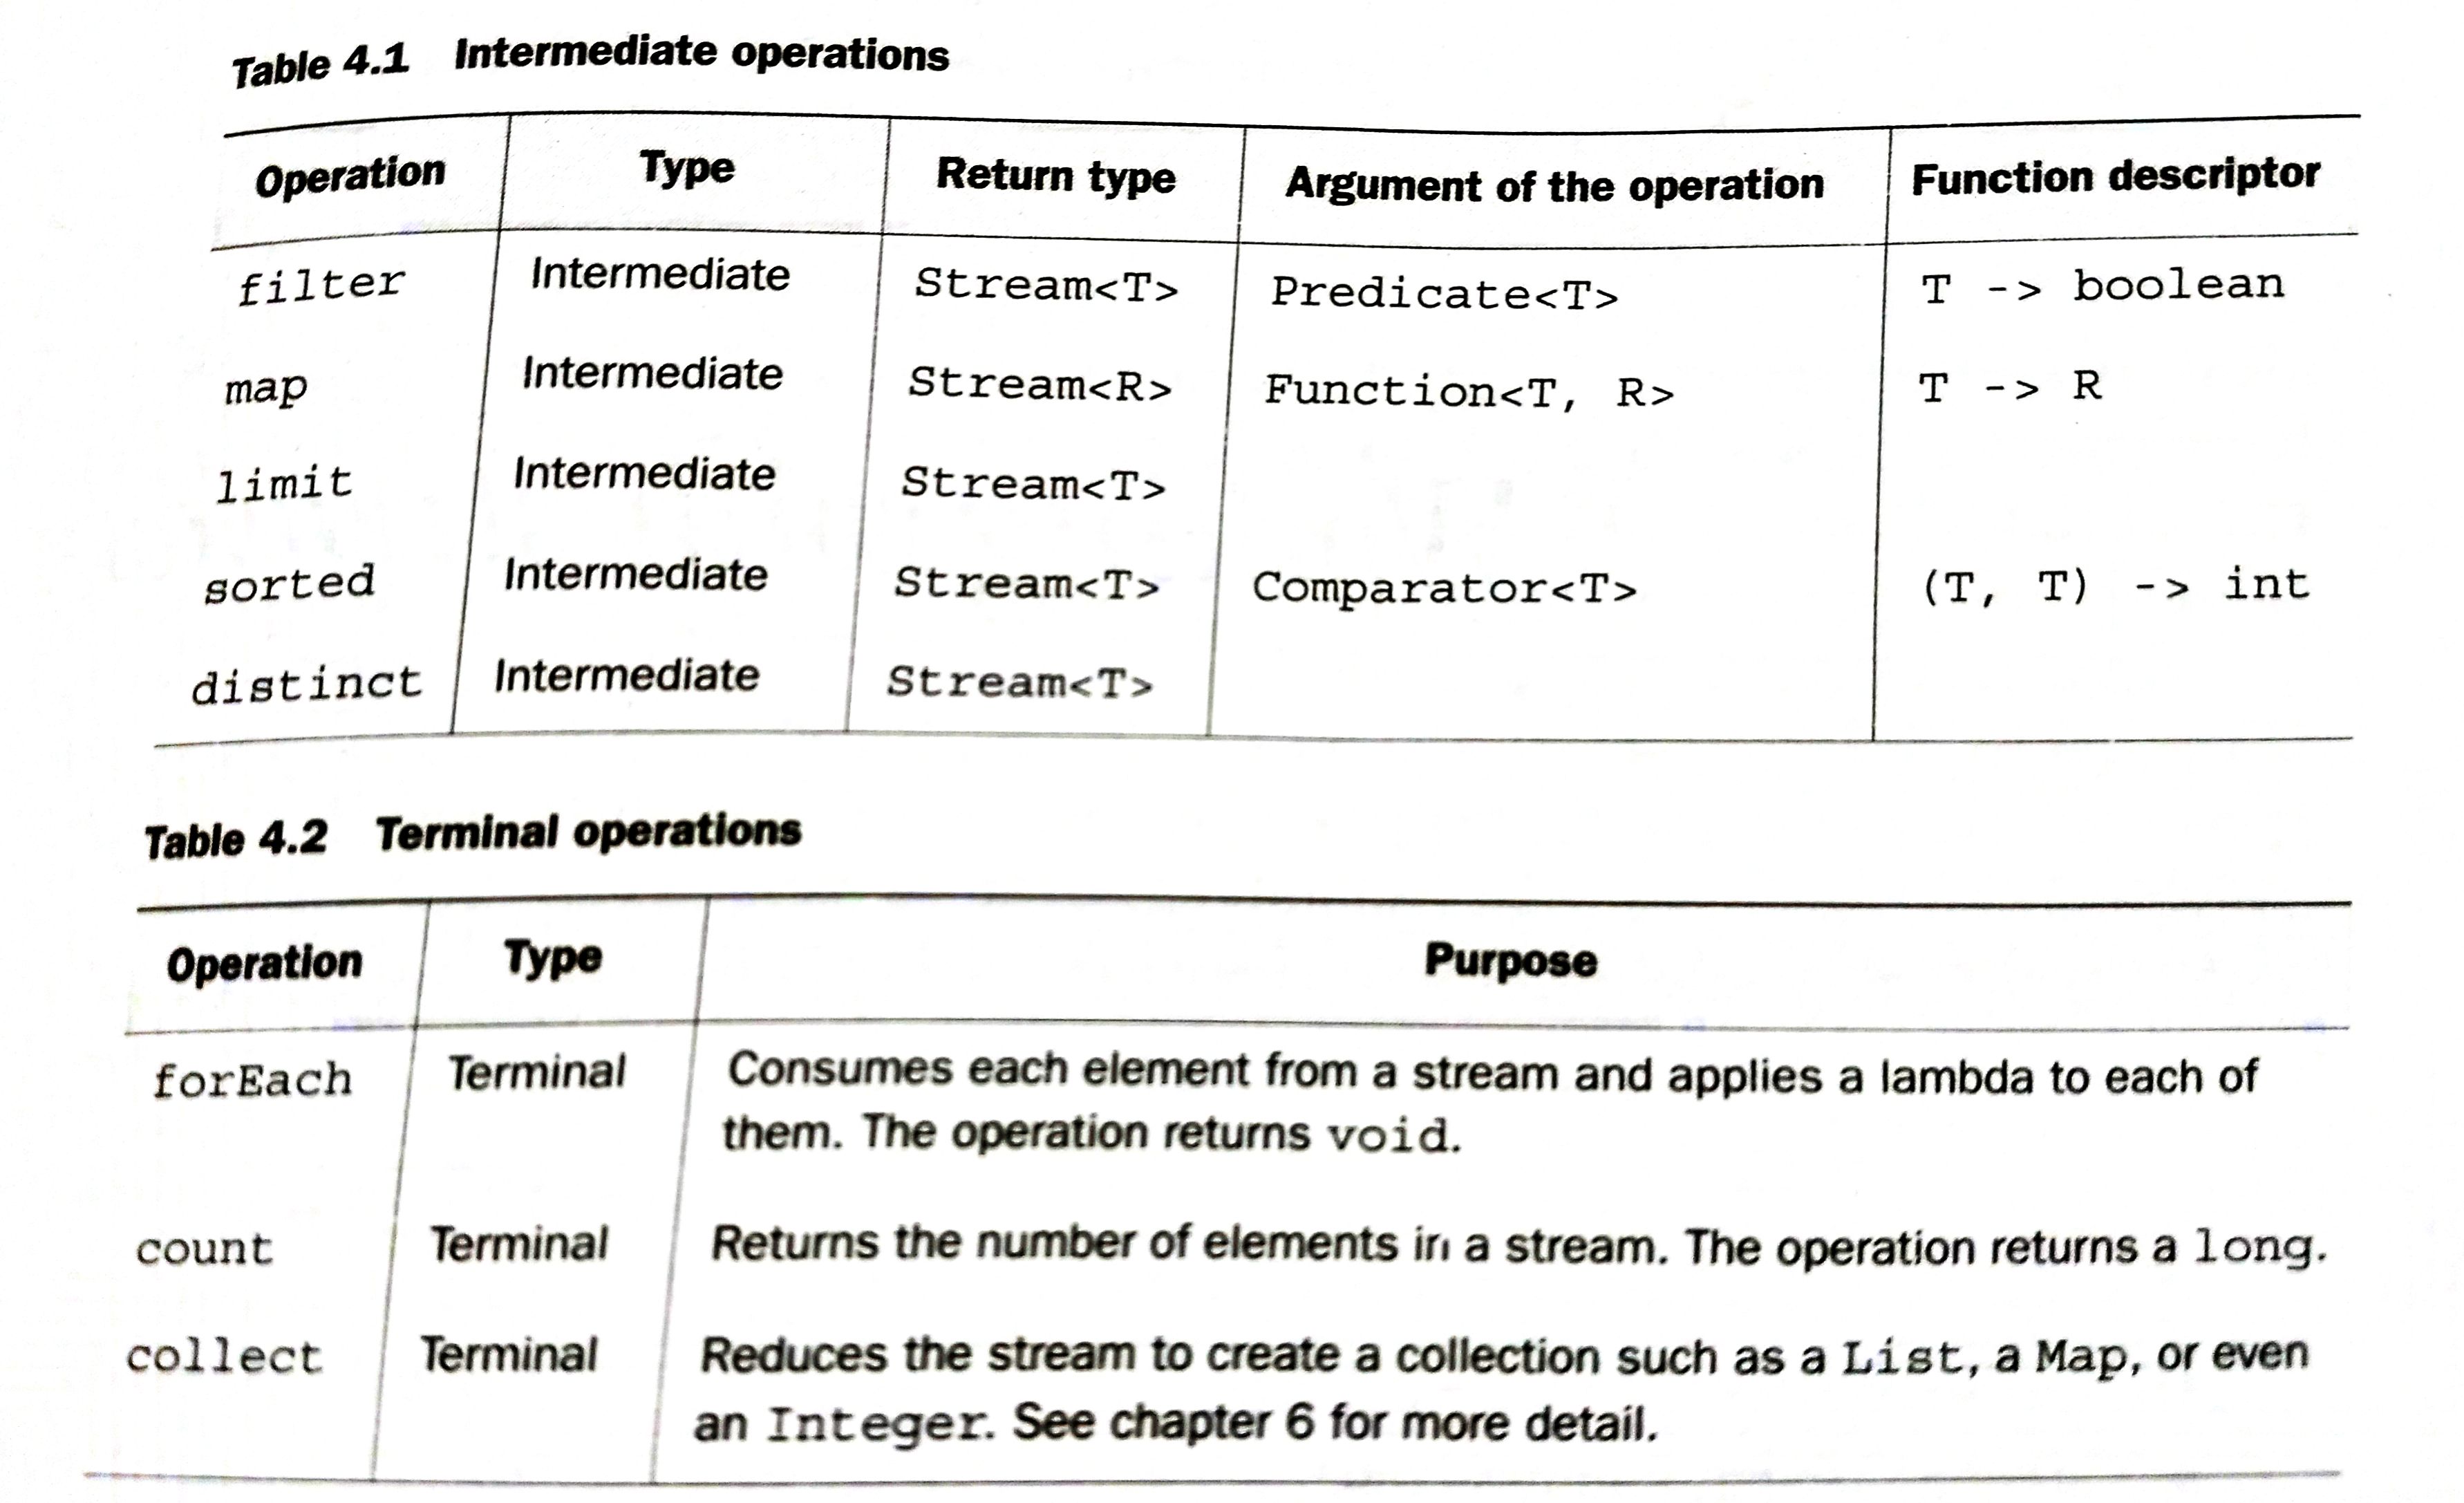 Table 4.1 Intermediate operations
Operation Type Return type Argument of the operation Function descriptor
filter Intermediate Stream<T> Predicate<T> T -> boolean
map Intermediate Stream<R> Function<T, R> T -> R
limit Intermediate Stream<T>
sorted Intermediate Stream<T> Comparator<T> (T, T) -> int
distinct Intermediate Stream<T>
Table 4.2 Terminal operations
Operation Type Purpose
forEach Terminal Consumes each element from a stream and applies a lambda to each of
them. The operation returns void.
count Terminal Returns the number of elements in a stream. The operation returns a long.
collect Terminal Reduces the stream to create a collection such as a List, a Map, or even
an Integer. See chapter 6 for more detail.